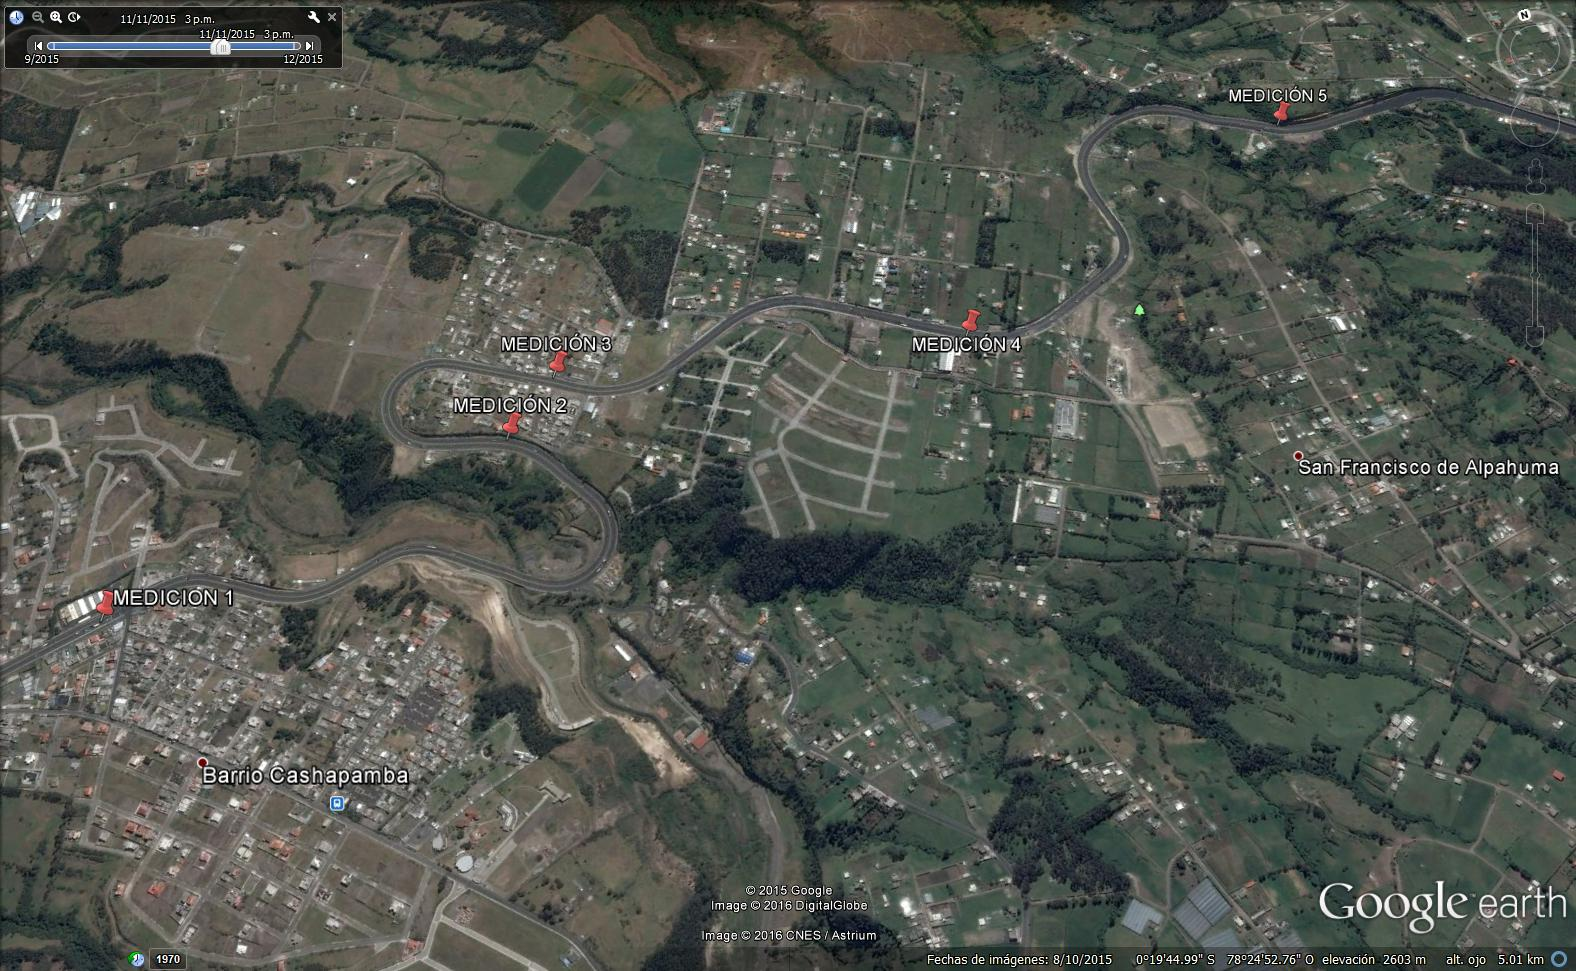 11/11/2015   3 p.m.
11/11/2015   3 p.m.
9/2015
12/2015
N
MEDICIÓN 5
MEDICIÓN 3
MEDICIÓN 4
MEDICIÓN 2
San Francisco de Alpahuma
MEDICIÓN 1
Barrio Cashapamba
© 2015 Google
Image © 2016 DigitalGlobe
Image © 2016 CNES / Astrium
Google earth
1970
Fechas de imágenes: 8/10/2015   0°19'44.99" S   78°24'52.76" O   elevación   2603 m   alt. ojo   5.01 km